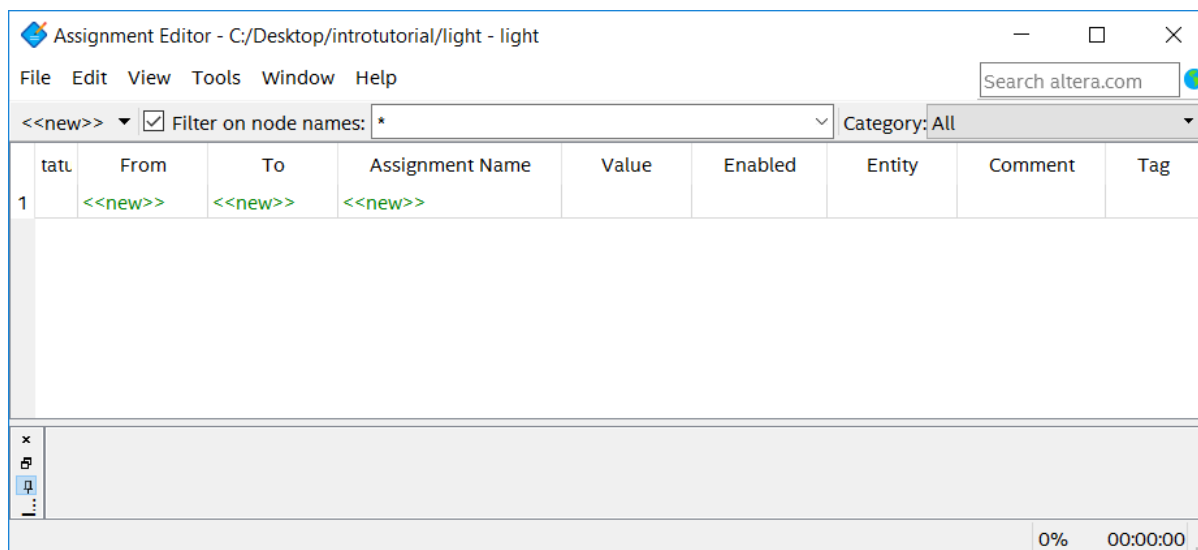 Assignment Editor - C:/Desktop/introtutorial/light - light
File Edit View Tools Window Help
Search altera.com
<<new>> Filter on node names: * Category: All
tatu From To Assignment Name Value Enabled Entity Comment Tag
1 <<new>> <<new>> <<new>>
0% 00:00:00